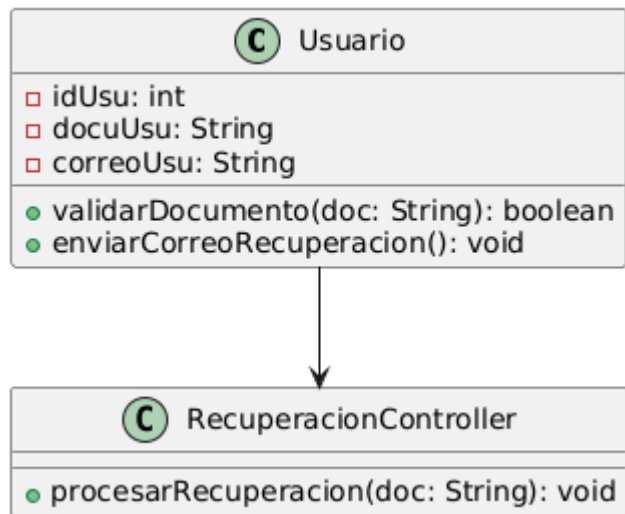 C Usuario
idUsu: int
docuUsu: String
correoUsu: String
validarDocumento(doc: String): boolean
enviarCorreoRecuperacion(): void
C RecuperacionController
procesarRecuperacion(doc: String): void